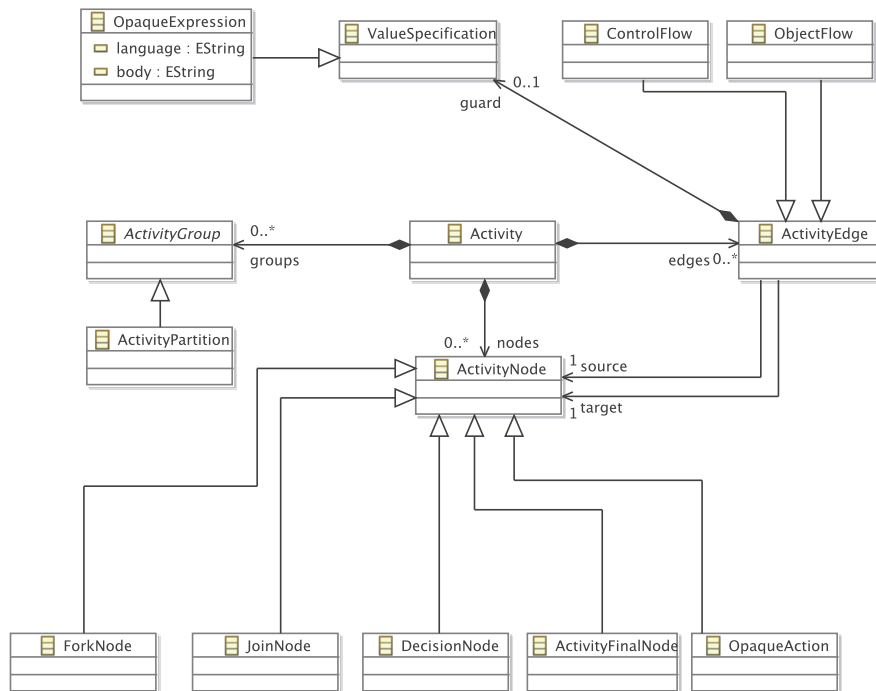 OpaqueExpression
language : EString
body : EString
ValueSpecification
ControlFlow
ObjectFlow
0..1
guard
ActivityGroup
0..*
groups
Activity
edges 0..*
ActivityEdge
ActivityPartition
0..* nodes
ActivityNode
1 source
1 target
ForkNode
JoinNode
DecisionNode
ActivityFinalNode
OpaqueAction